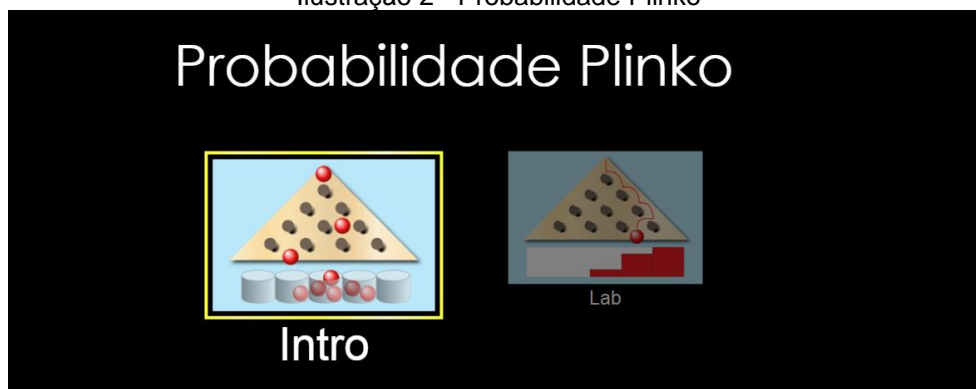 Ilustração 2 - Probabilidade Plinko
Probabilidade Plinko
Intro
Lab